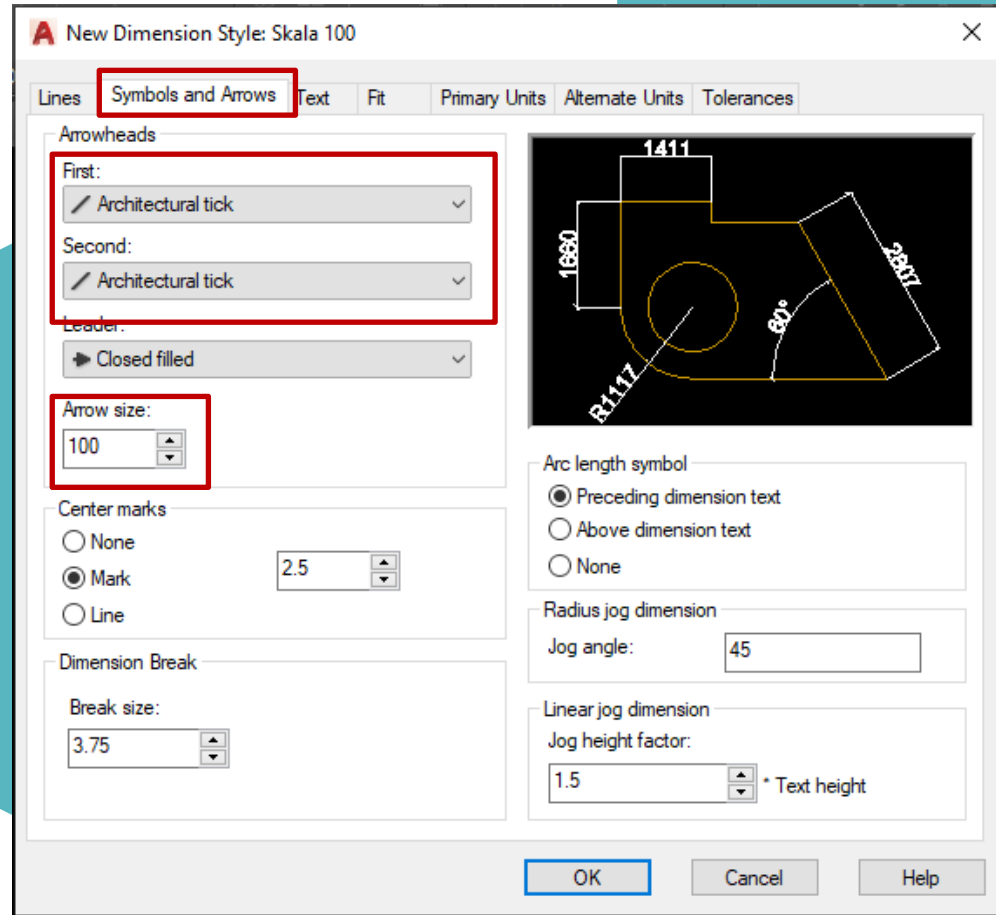 New Dimension Style: Skala 100
Lines Symbols and Arrows Text Fit Primary Units Alternate Units Tolerances
Arrowheads
First:
Architectural tick
Second:
Architectural tick
Leader:
Closed filled
Arrow size:
100
Center marks
None
Mark
2.5
Line
Dimension Break
Break size:
3.75
1411
1660
2807
60°
R1117
Arc length symbol
Preceding dimension text
Above dimension text
None
Radius jog dimension
Jog angle:
45
Linear jog dimension
Jog height factor:
1.5
* Text height
OK Cancel Help